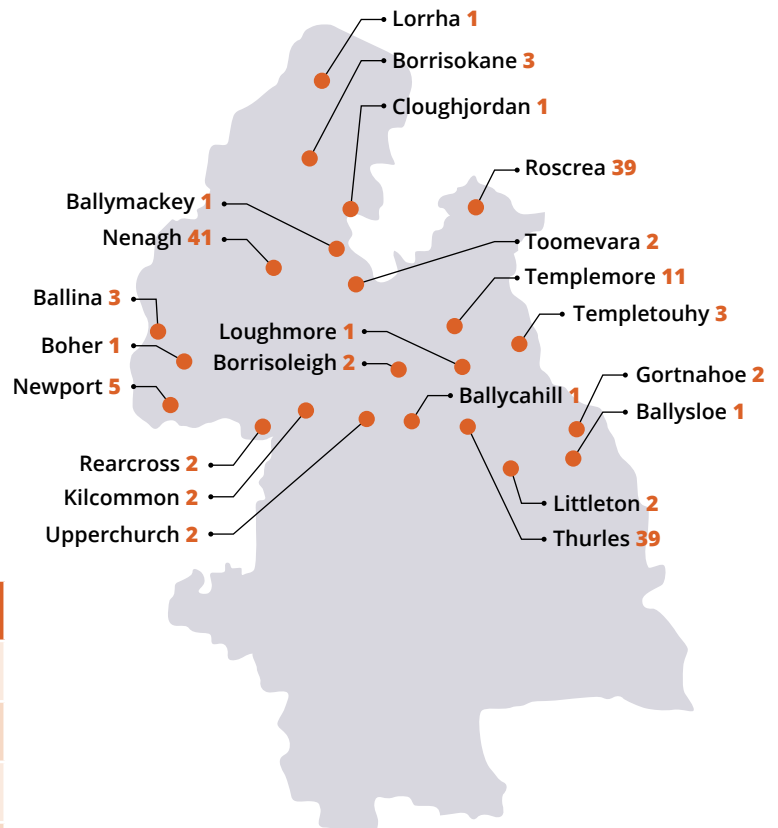 Lorrha 1
Borrisokane 3
Cloughjordan 1
Roscrea 39
Ballymackey 1
Nenagh 41
Toomevara 2
Templemore 11
Ballina 3
Templetouhy 3
Loughmore 1
Boher 1
Borrisoleigh 2
Gortnahoe 2
Newport 5
Ballycahill 1
Ballysloe 1
Rearcross 2
Kilcommon 2
Littleton 2
Upperchurch 2
Thurles 39